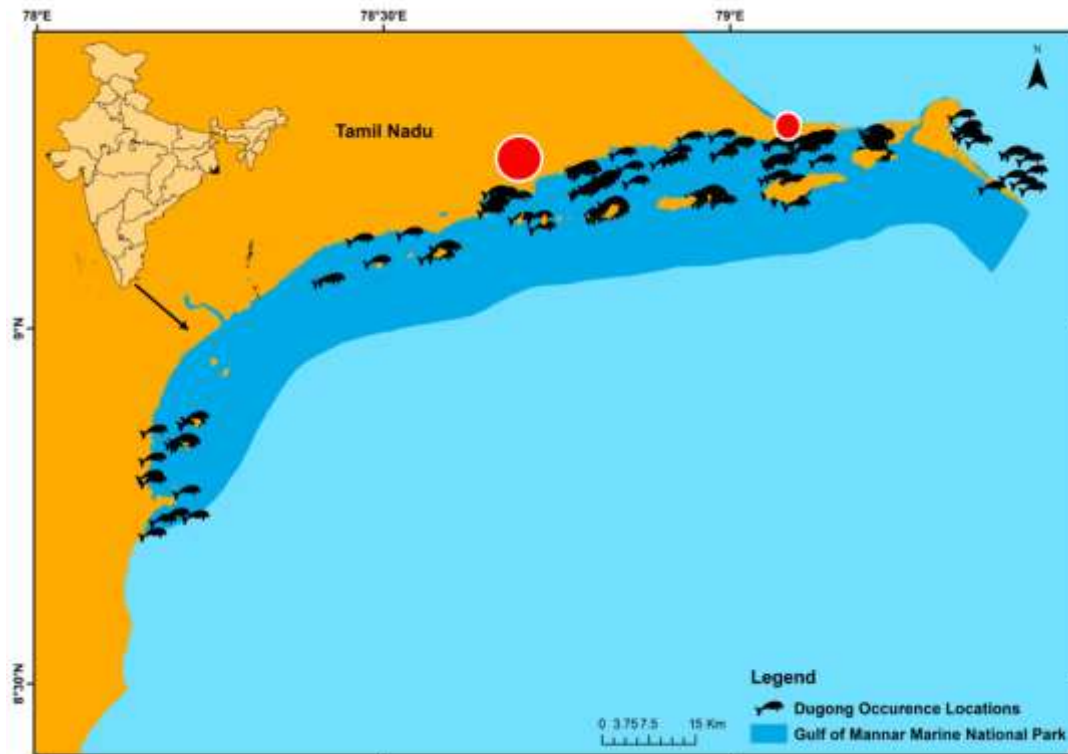 78°E 78°30'E 79°E
N
Tamil Nadu
9°N
8°30'N
Legend
0 3.75 7.5 15 Km
Dugong Occurence Locations
Gulf of Mannar Marine National Park